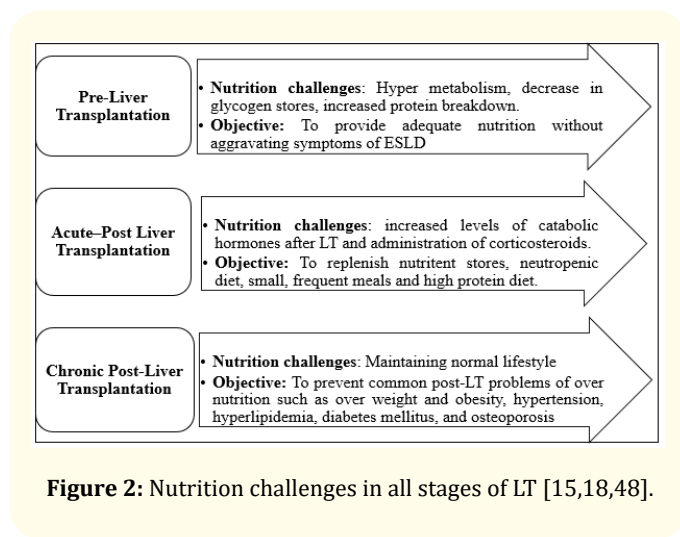 Pre-Liver
Transplantation
• Nutrition challenges: Hyper metabolism, decrease in
glycogen stores, increased protein breakdown.
• Objective: To provide adequate nutrition without
aggravating symptoms of ESLD
Acute–Post Liver
Transplantation
• Nutrition challenges: increased levels of catabolic
hormones after LT and administration of corticosteroids.
• Objective: To replenish nutritent stores, neutropenic
diet, small, frequent meals and high protein diet.
Chronic Post-Liver
Transplantation
• Nutrition challenges: Maintaining normal lifestyle
• Objective: To prevent common post-LT problems of over
nutrition such as over weight and obesity, hypertension,
hyperlipidemia, diabetes mellitus, and osteoporosis
Figure 2: Nutrition challenges in all stages of LT [15,18,48].